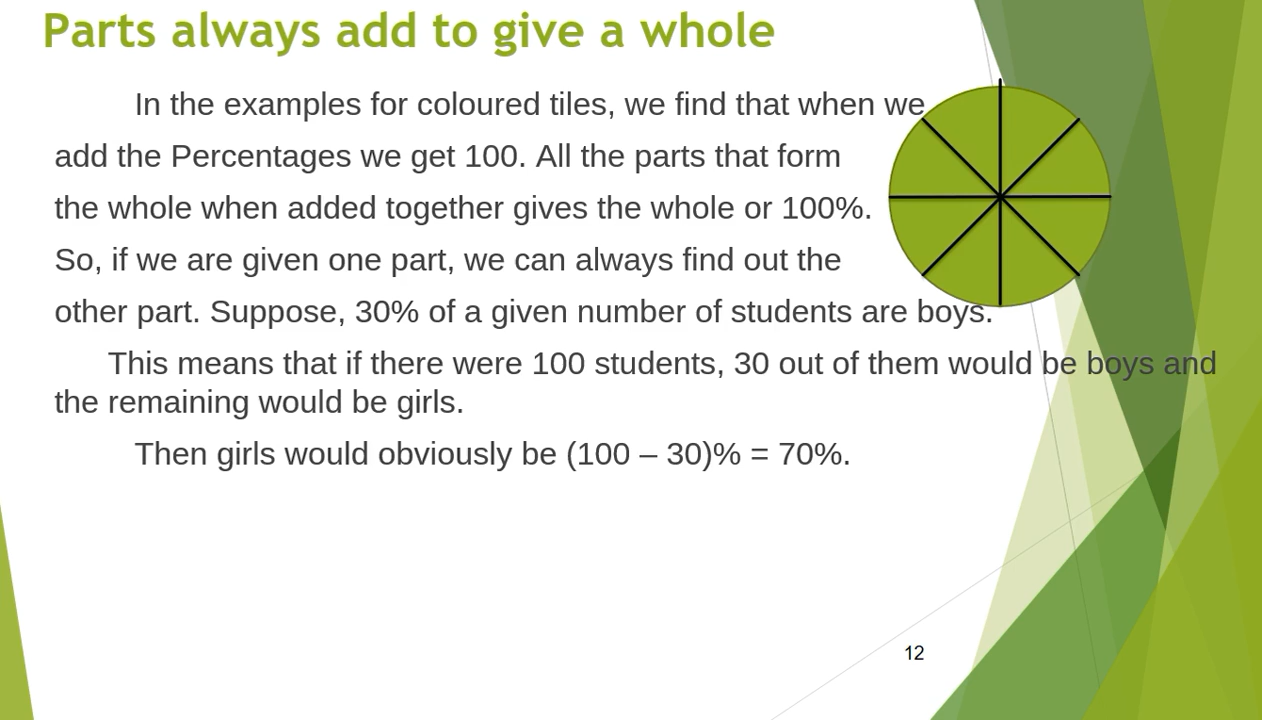 Parts always add to give a whole
In the examples for coloured tiles, we find that when we
add the Percentages we get 100. All the parts that form
the whole when added together gives the whole or 100%.
So, if we are given one part, we can always find out the
other part. Suppose, 30% of a given number of students are boys.
This means that if there were 100 students, 30 out of them would be boys and
the remaining would be girls.
Then girls would obviously be (100 – 30)% = 70%.
12